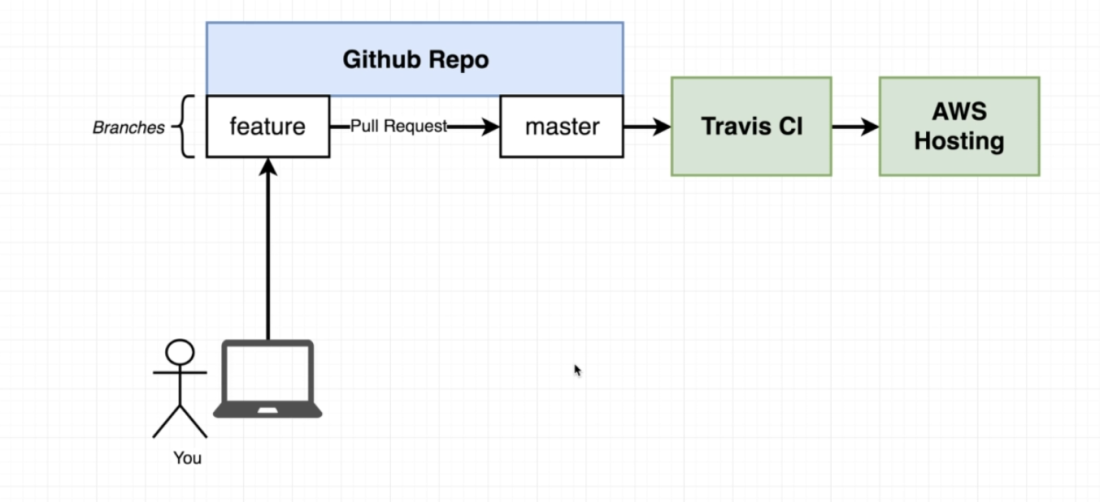 Github Repo
Branches
feature
Pull Request
master
Travis CI
AWS
Hosting
You